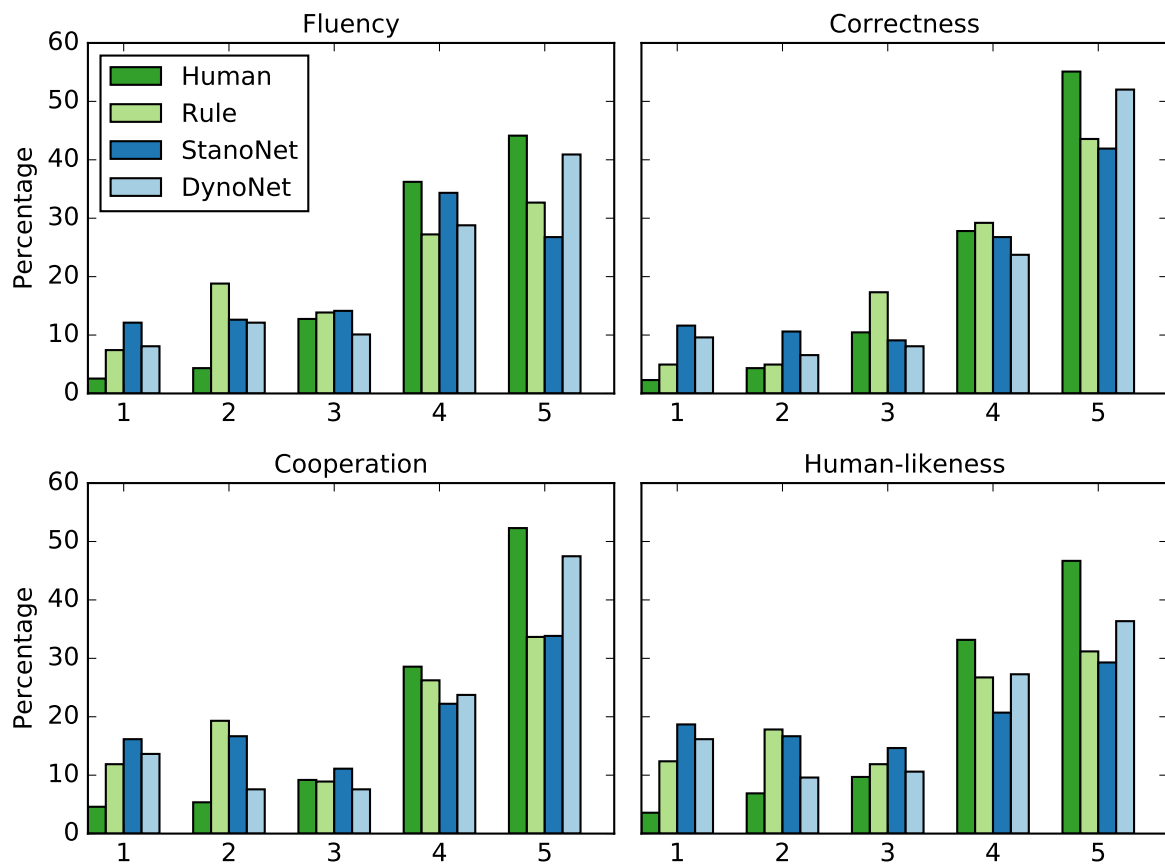 Fluency
Correctness
60
50
40
30
20
10
0
Percentage
Human
Rule
StanoNet
DynoNet
1 2 3 4 5
1 2 3 4 5
Cooperation
Human-likeness
60
50
40
30
20
10
0
Percentage
1 2 3 4 5
1 2 3 4 5